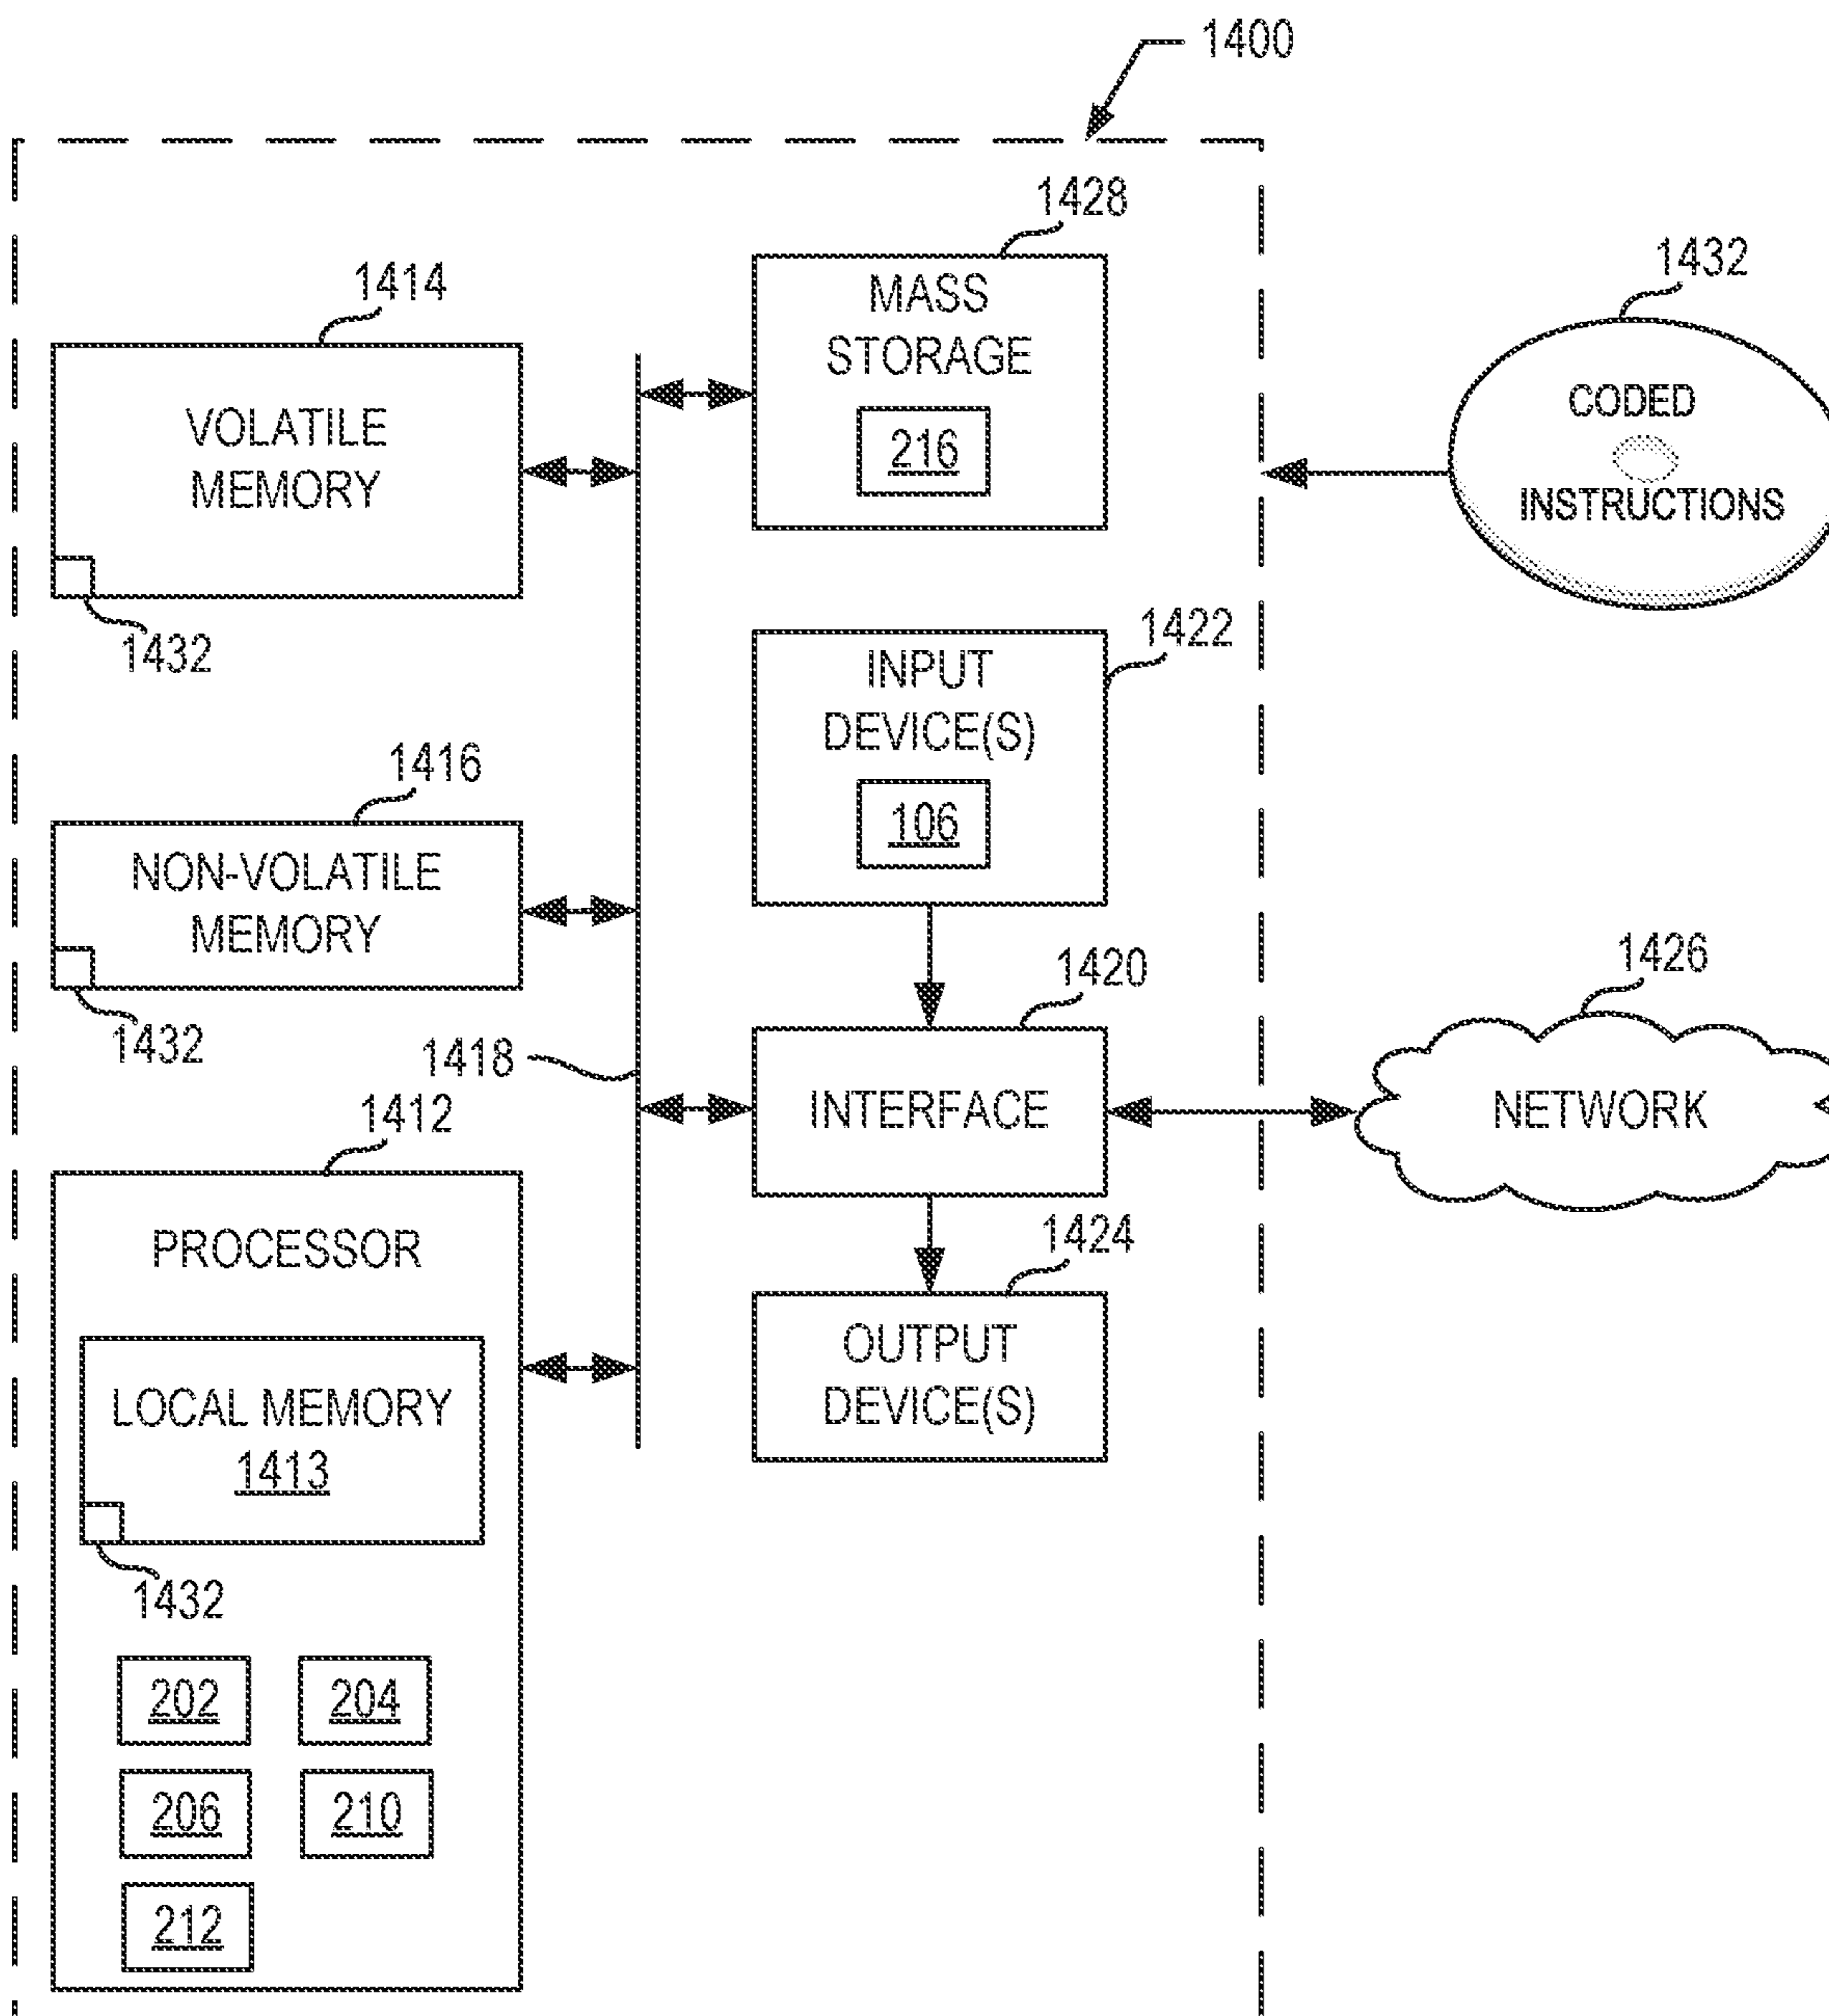 1400
1428
MASS
STORAGE
216
1414
VOLATILE
MEMORY
1432
1432
CODED
INSTRUCTIONS
1422
INPUT
DEVICE(S)
106
1416
NON-VOLATILE
MEMORY
1432
1418
1420
INTERFACE
1426
NETWORK
1412
PROCESSOR
LOCAL MEMORY
1413
1432
1424
OUTPUT
DEVICE(S)
202
204
206
210
212